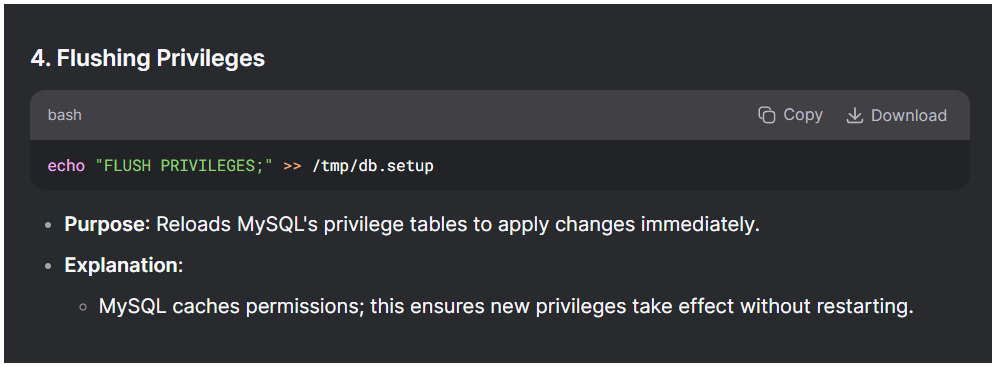 4. Flushing Privileges
bash
Copy
Download
echo "FLUSH PRIVILEGES;" >> /tmp/db.setup
• Purpose: Reloads MySQL's privilege tables to apply changes immediately.
• Explanation:
◦ MySQL caches permissions; this ensures new privileges take effect without restarting.